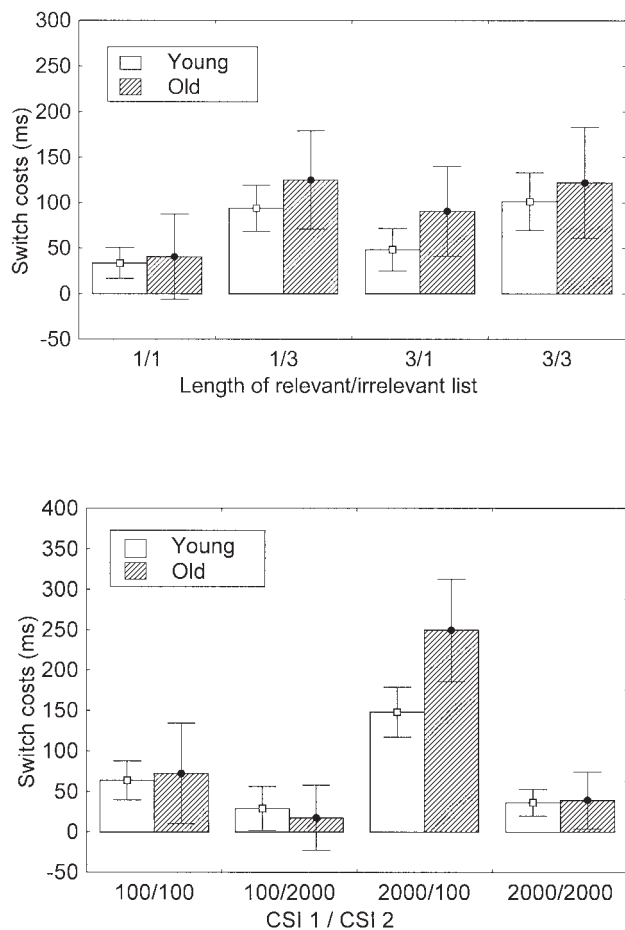 300
250
200
150
100
50
0
-50
Switch costs (ms)
Young
Old
1/1 1/3 3/1 3/3
Length of relevant/irrelevant list
400
350
300
250
200
150
100
50
0
-50
Switch costs (ms)
Young
Old
100/100 100/2000 2000/100 2000/2000
CSI 1 / CSI 2